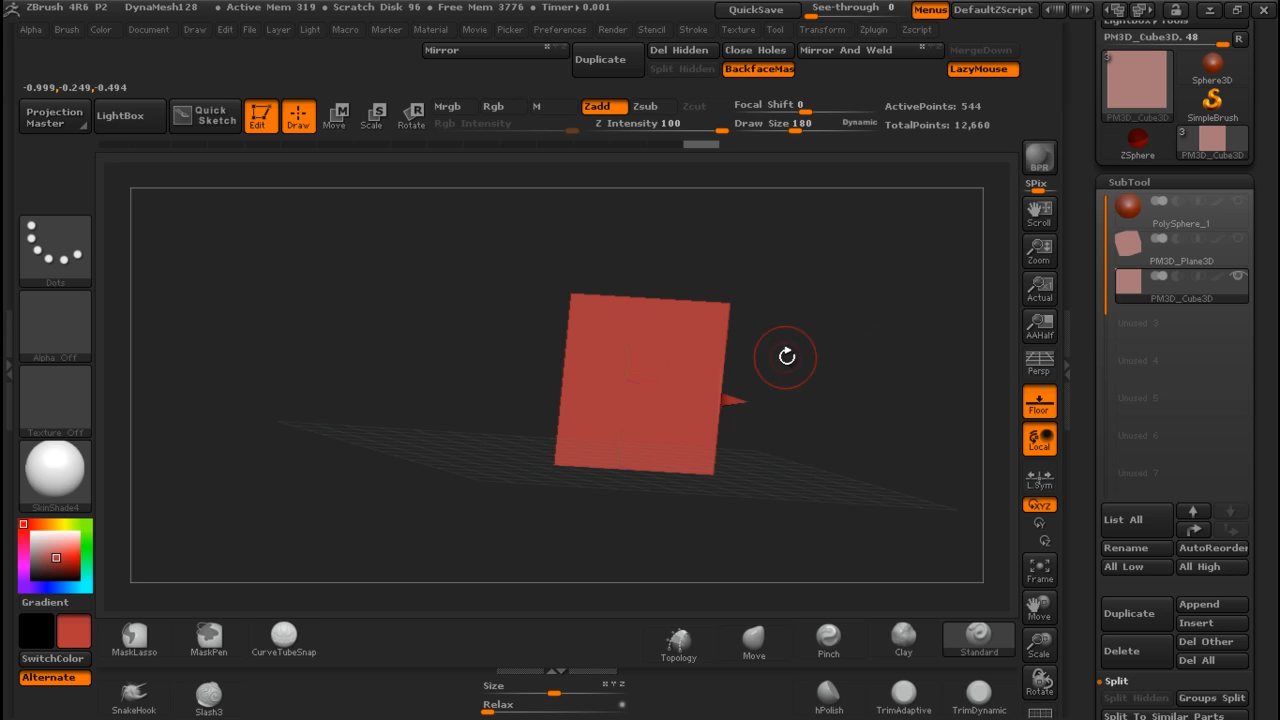 ZBrush 4R6 P2 DynaMesh128 • Active Mem 319 • Scratch Disk 96 • Free Mem 3776 • Timer▸0.001 QuickSave See-through 0 Menus DefaultZScript
Alpha Brush Color Document Draw Edit File Layer Light Macro Marker Material Movie Picker Preferences Render Stencil Stroke Texture Tool Transform Zplugin Zscript
LightBox▸Tools
PM3D_Cube3D. 48 R
Mirror Duplicate Del Hidden Close Holes Mirror And Weld MergeDown
Split Hidden BackfaceMas LazyMouse
-0.999,-0.249,-0.494
Projection Master LightBox Quick Sketch Edit Draw Move Scale Rotate
Mrgb Rgb M Zadd Zsub Zcut Focal Shift 0 ActivePoints: 544
Rgb Intensity Z Intensity 100 Draw Size 180 Dynamic TotalPoints: 12,660
3
PM3D_Cube3D
Sphere3D
SimpleBrush
ZSphere
3
PM3D_Cube3D
SubTool
PolySphere_1
PM3D_Plane3D
PM3D_Cube3D
Unused 3
Unused 4
Unused 5
Unused 6
Unused 7
List All
Rename AutoReorder
All Low All High
Duplicate Append
Insert
Delete Del Other
Del All
Split
Split Hidden Groups Split
Split To Similar Parts
BPR
SPix
Scroll
Zoom
Actual
AAHalf
Persp
Floor
Local
L.Sym
XYZ
Y
Z
Frame
Move
Scale
Rotate
Dots
Alpha Off
Texture Off
SkinShade4
Gradient
SwitchColor
Alternate
MaskLasso MaskPen CurveTubeSnap Topology Move Pinch Clay Standard
Size X Y Z
Relax
SnakeHook Slash3 hPolish TrimAdaptive TrimDynamic